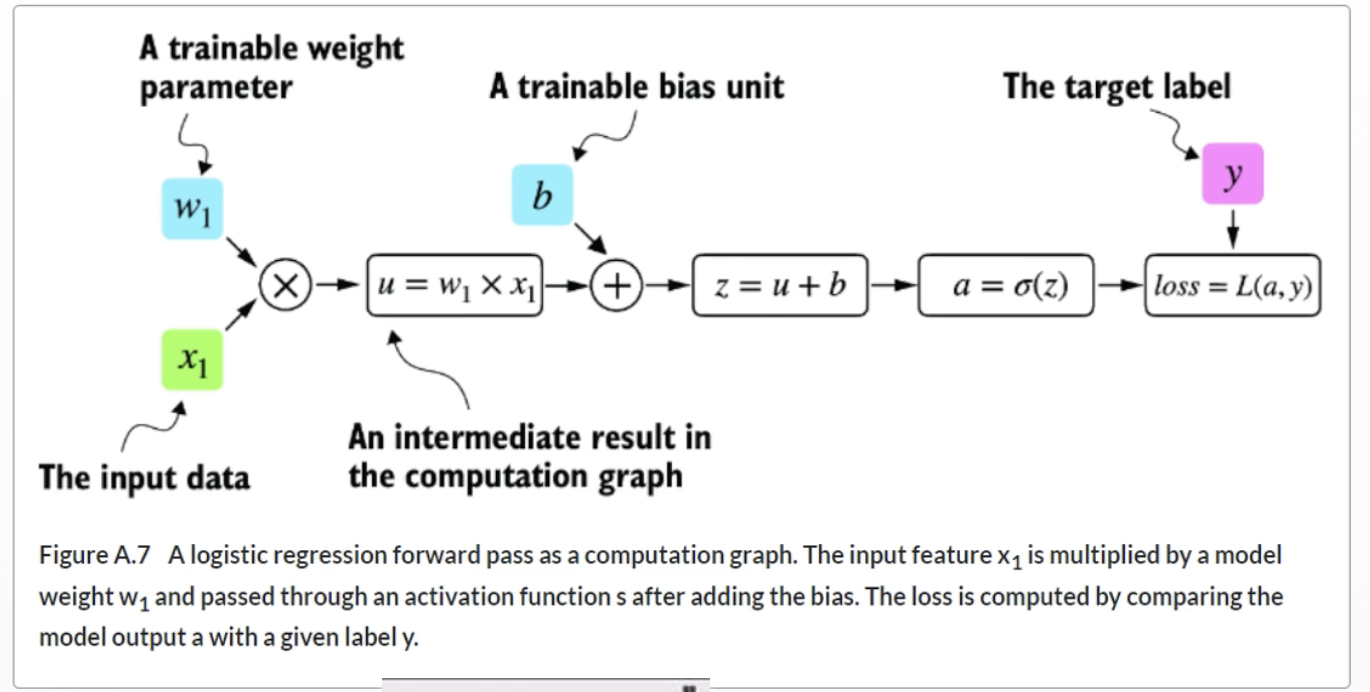 A trainable weight
parameter
A trainable bias unit
The target label
w₁
b
y
×
u = w₁ × x₁
+
z = u + b
a = σ(z)
loss = L(a, y)
x₁
An intermediate result in
the computation graph
The input data
Figure A.7 A logistic regression forward pass as a computation graph. The input feature x₁ is multiplied by a model
weight w₁ and passed through an activation function s after adding the bias. The loss is computed by comparing the
model output a with a given label y.